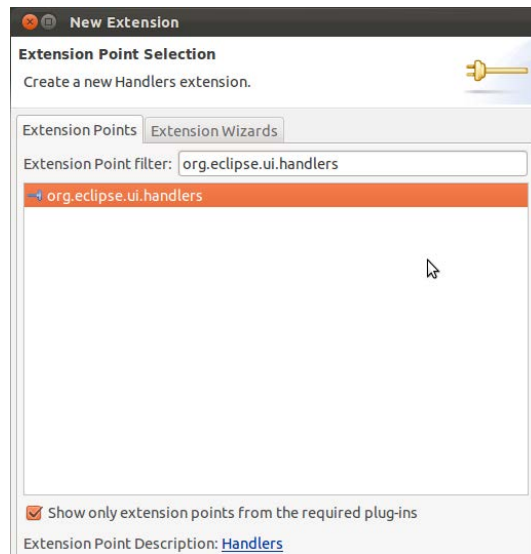 New Extension
Extension Point Selection
Create a new Handlers extension.
Extension Points Extension Wizards
Extension Point filter: org.eclipse.ui.handlers
org.eclipse.ui.handlers
Show only extension points from the required plug-ins
Extension Point Description: Handlers